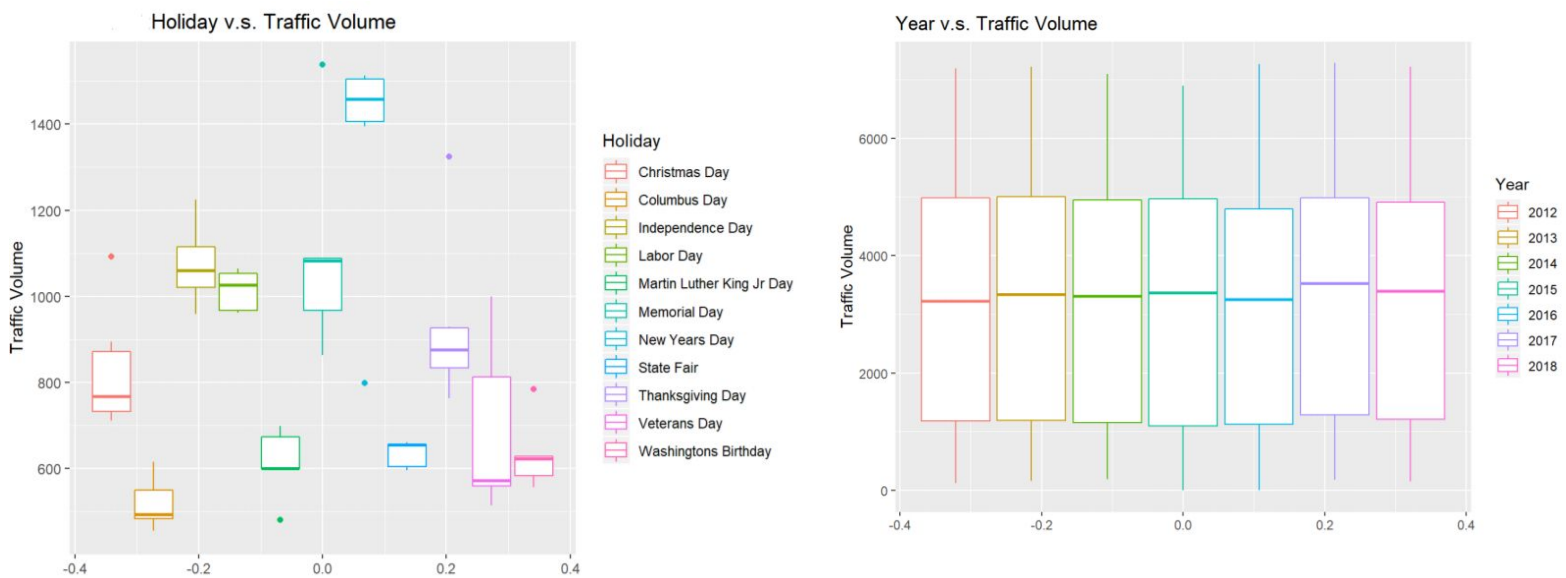 Holiday v.s. Traffic Volume
Traffic Volume
1400
1200
1000
800
600
-0.4
-0.2
0.0
0.2
0.4
Holiday
Christmas Day
Columbus Day
Independence Day
Labor Day
Martin Luther King Jr Day
Memorial Day
New Years Day
State Fair
Thanksgiving Day
Veterans Day
Washingtons Birthday
Year v.s. Traffic Volume
Traffic Volume
6000
4000
2000
0
-0.4
-0.2
0.0
0.2
0.4
Year
2012
2013
2014
2015
2016
2017
2018